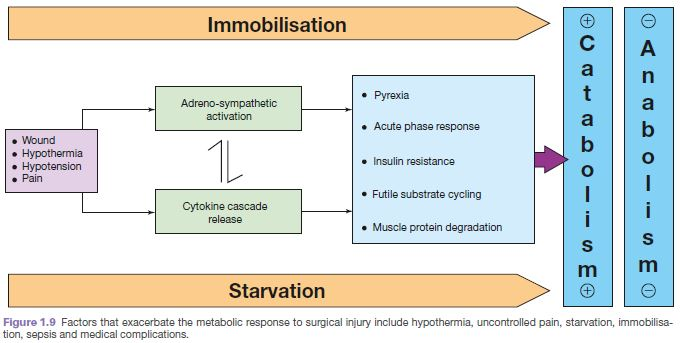 Immobilisation
Adreno-sympathetic
activation
• Wound
• Hypothermia
• Hypotension
• Pain
Cytokine cascade
release
• Pyrexia
• Acute phase response
• Insulin resistance
• Futile substrate cycling
• Muscle protein degradation
⊕
C
a
t
a
b
o
l
i
s
m
⊕
⊖
A
n
a
b
o
l
i
s
m
⊖
Starvation
Figure 1.9 Factors that exacerbate the metabolic response to surgical injury include hypothermia, uncontrolled pain, starvation, immobilisa-
tion, sepsis and medical complications.